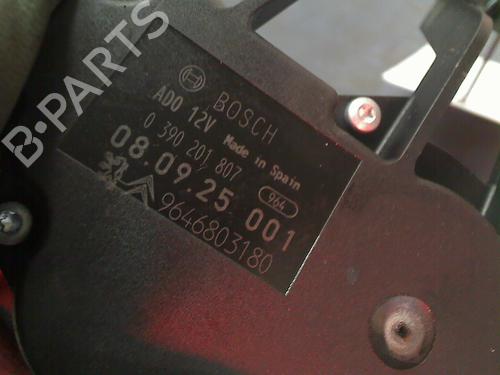 B-PARTS
BOSCH
ADO 12V Made in Spain
0 390 201 807 964
08.09.25 001
9646803180